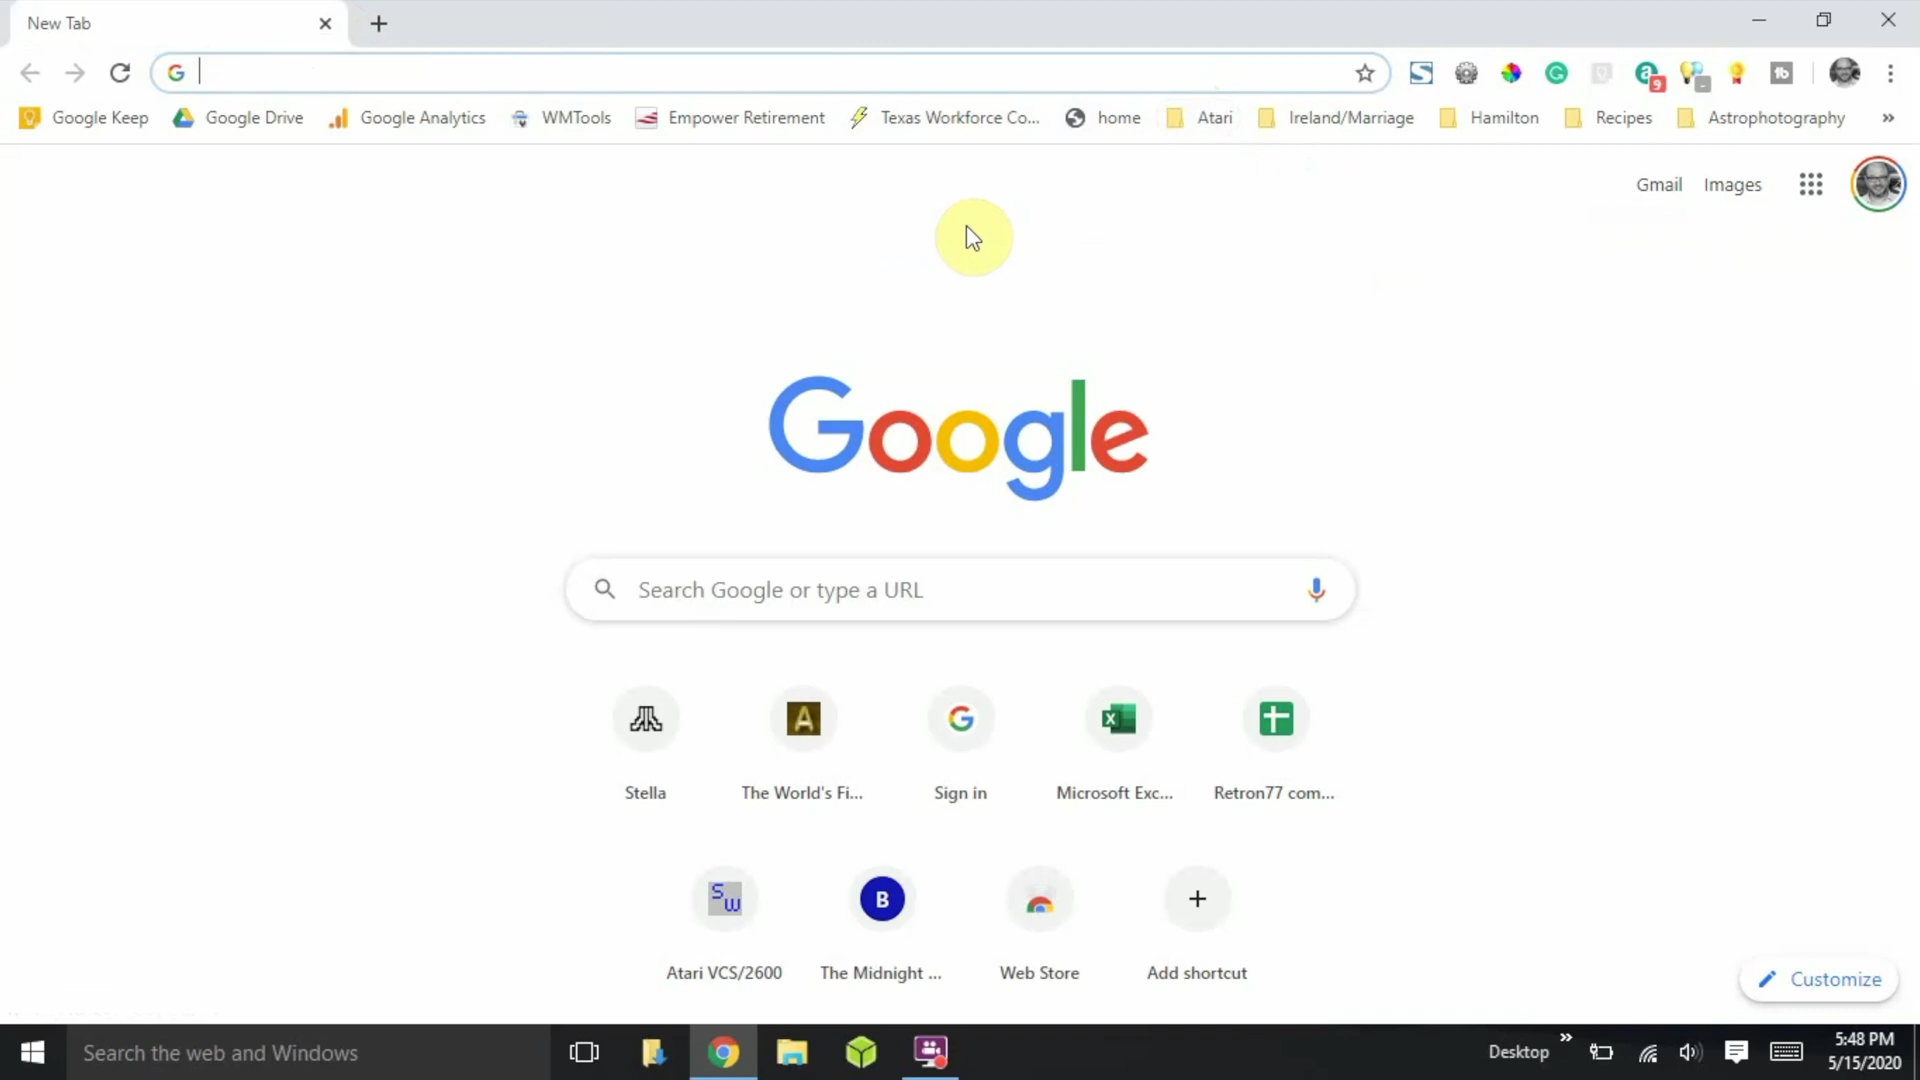 New Tab
Google Keep Google Drive Google Analytics WMTools Empower Retirement Texas Workforce Co... home Atari Ireland/Marriage Hamilton Recipes Astrophotography »
9
Gmail Images
Google
Search Google or type a URL
Stella The World's Fi... Sign in Microsoft Exc... Retron77 com...
Atari VCS/2600 The Midnight ... Web Store Add shortcut
Customize
Search the web and Windows
Desktop
5:48 PM
5/15/2020